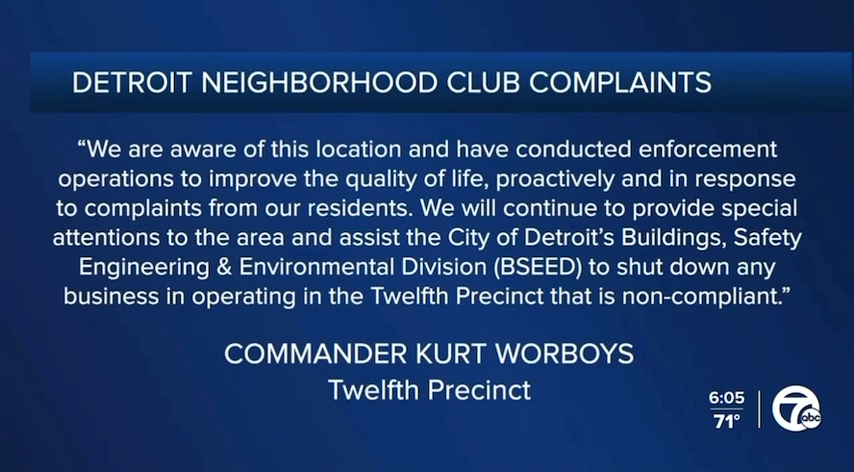 DETROIT NEIGHBORHOOD CLUB COMPLAINTS
“We are aware of this location and have conducted enforcement
operations to improve the quality of life, proactively and in response
to complaints from our residents. We will continue to provide special
attentions to the area and assist the City of Detroit’s Buildings, Safety
Engineering & Environmental Division (BSEED) to shut down any
business in operating in the Twelfth Precinct that is non-compliant.”
COMMANDER KURT WORBOYS
Twelfth Precinct
6:05
71°
7 abc